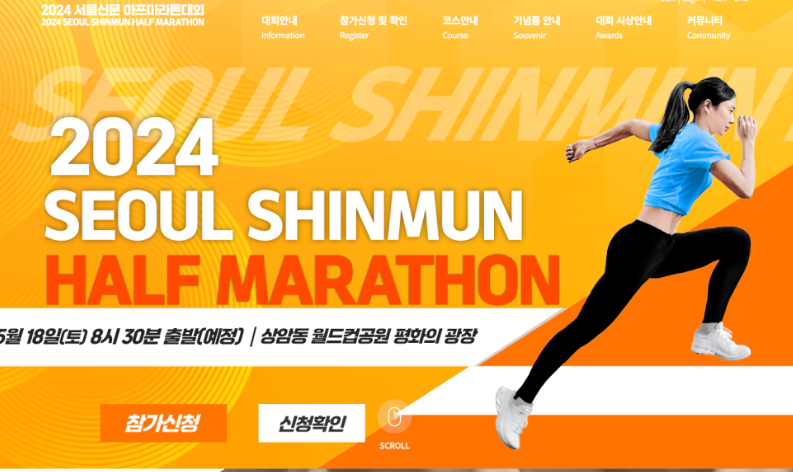 2024 서울신문 하프마라톤대회
2024 SEOUL SHINMUN HALF MARATHON
대회안내 참가신청 및 확인 코스안내 기념품 안내 대회 시상안내 커뮤니티
Information Register Course Souvenir Awards Community
SEOUL SHINMUN
2024
SEOUL SHINMUN
HALF MARATHON
5월 18일(토) 8시 30분 출발(예정) | 상암동 월드컵공원 평화의 광장
참가신청 신청확인
SCROLL